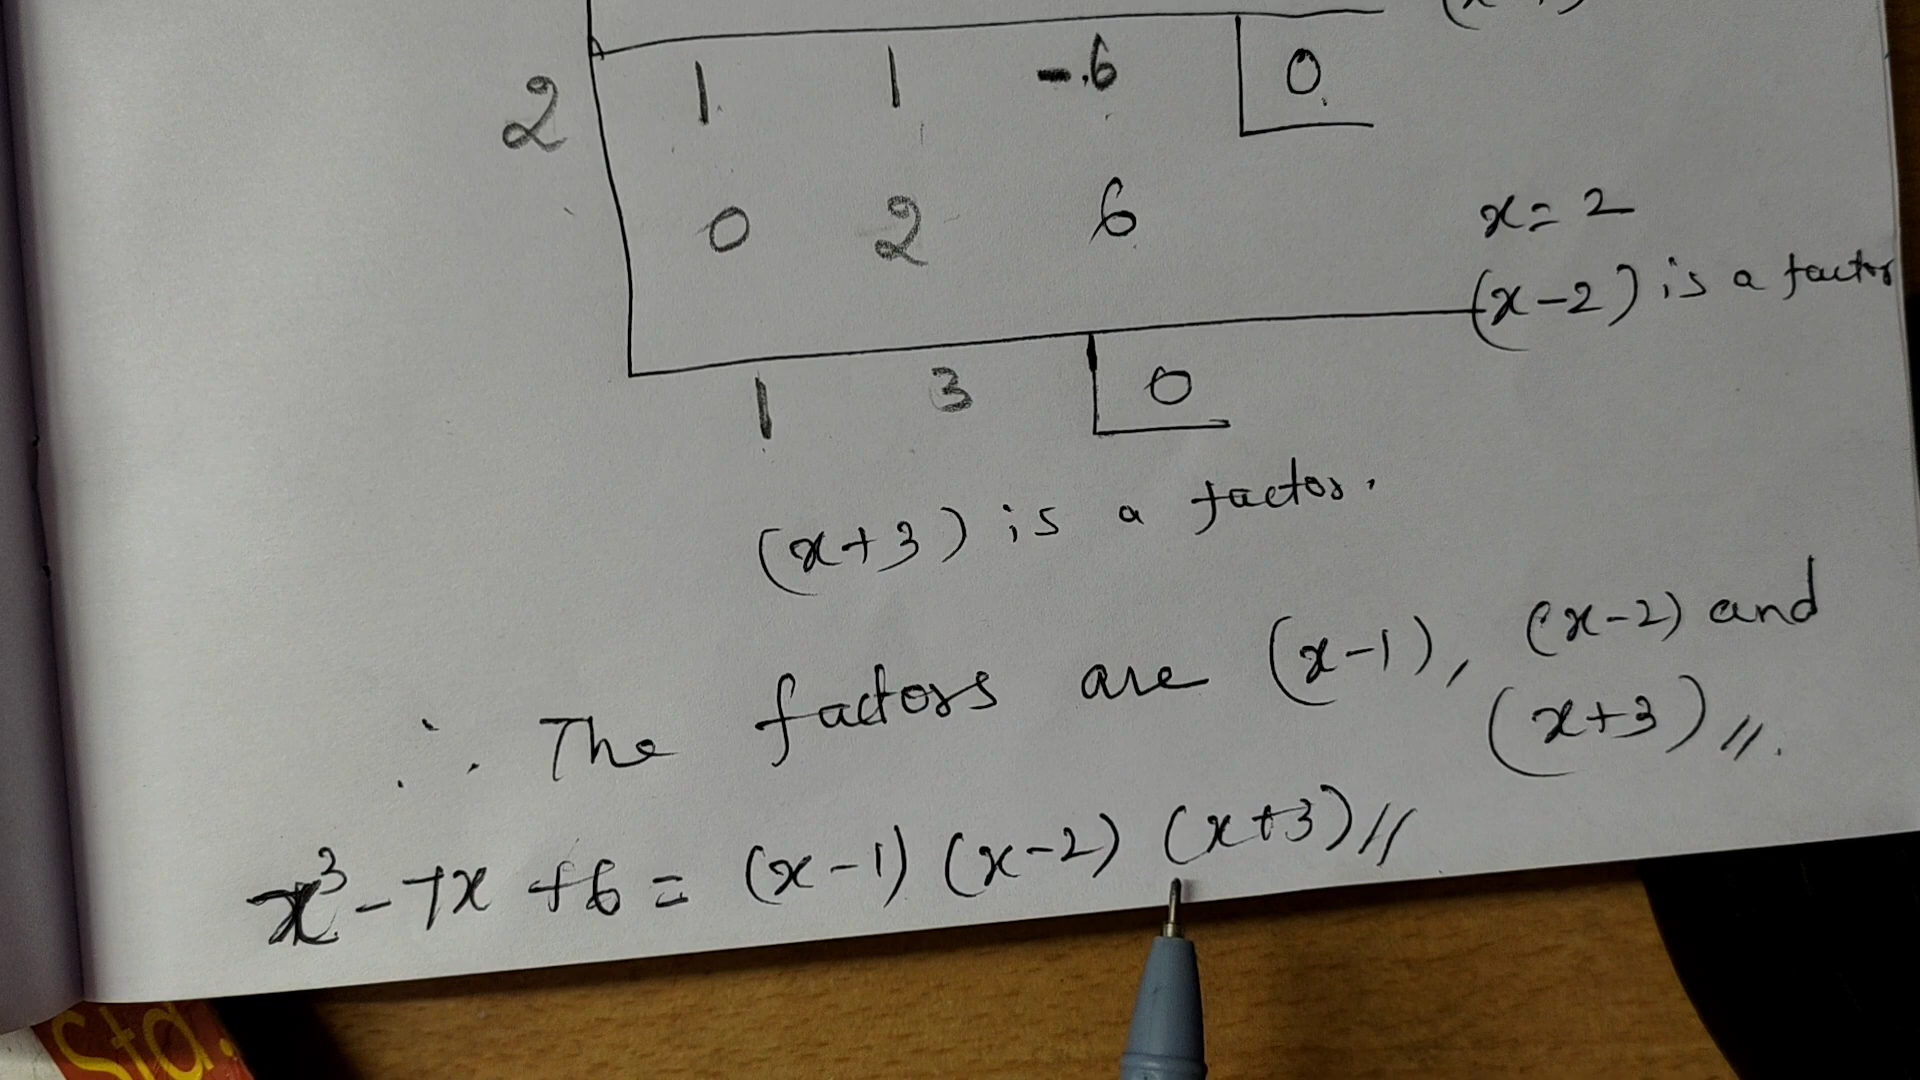 2 1 1 -6 0
0 2 6
x = 2
(x-2) is a factor
1 3 0
(x+3) is a factor.
∴ The factors are (x-1), (x-2) and
(x+3)//.
x³ - 7x + 6 = (x-1) (x-2) (x+3)//
Sta